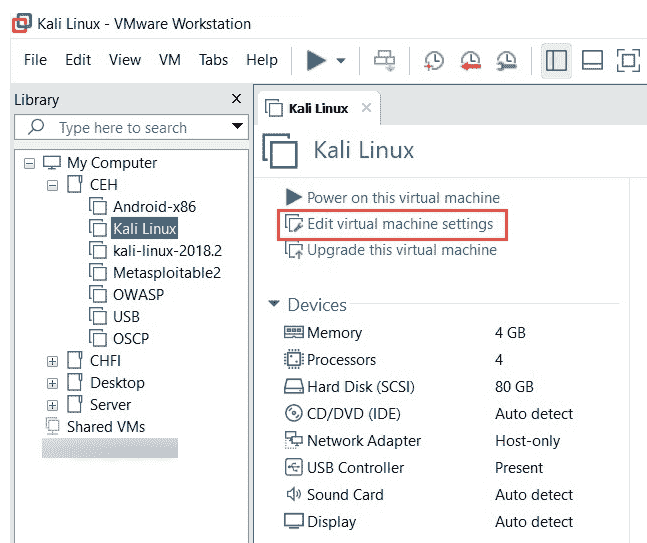 Kali Linux - VMware Workstation
File Edit View VM Tabs Help
Library
Type here to search
My Computer
CEH
Android-x86
Kali Linux
kali-linux-2018.2
Metasploitable2
OWASP
USB
OSCP
CHFI
Desktop
Server
Shared VMs
Kali Linux
Kali Linux
Power on this virtual machine
Edit virtual machine settings
Upgrade this virtual machine
Devices
Memory 4 GB
Processors 4
Hard Disk (SCSI) 80 GB
CD/DVD (IDE) Auto detect
Network Adapter Host-only
USB Controller Present
Sound Card Auto detect
Display Auto detect